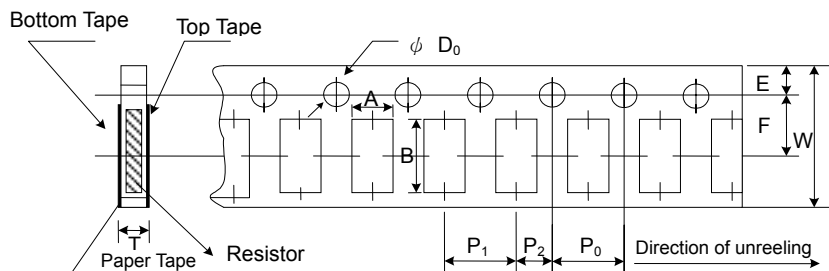 Bottom Tape
Top Tape
ψ D₀
E
A
F
W
B
T
Paper Tape
Resistor
P₁
P₂
P₀
Direction of unreeling